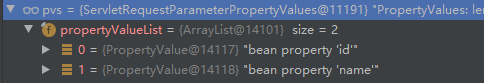 pvs = {ServletRequestParameterPropertyValues@11191} "PropertyValues: le
f propertyValueList = {ArrayList@14101} size = 2
0 = {PropertyValue@14117} "bean property 'id'"
1 = {PropertyValue@14118} "bean property 'name'"